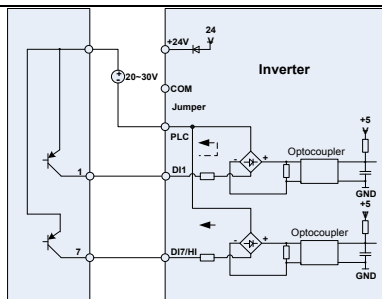 24
V
+24V
20~30V
Inverter
COM
Jumper
PLC
+5
V
1
DI1
-
+
Optocoupler
GND
+5
V
Optocoupler
7
DI7/HI
-
+
GND